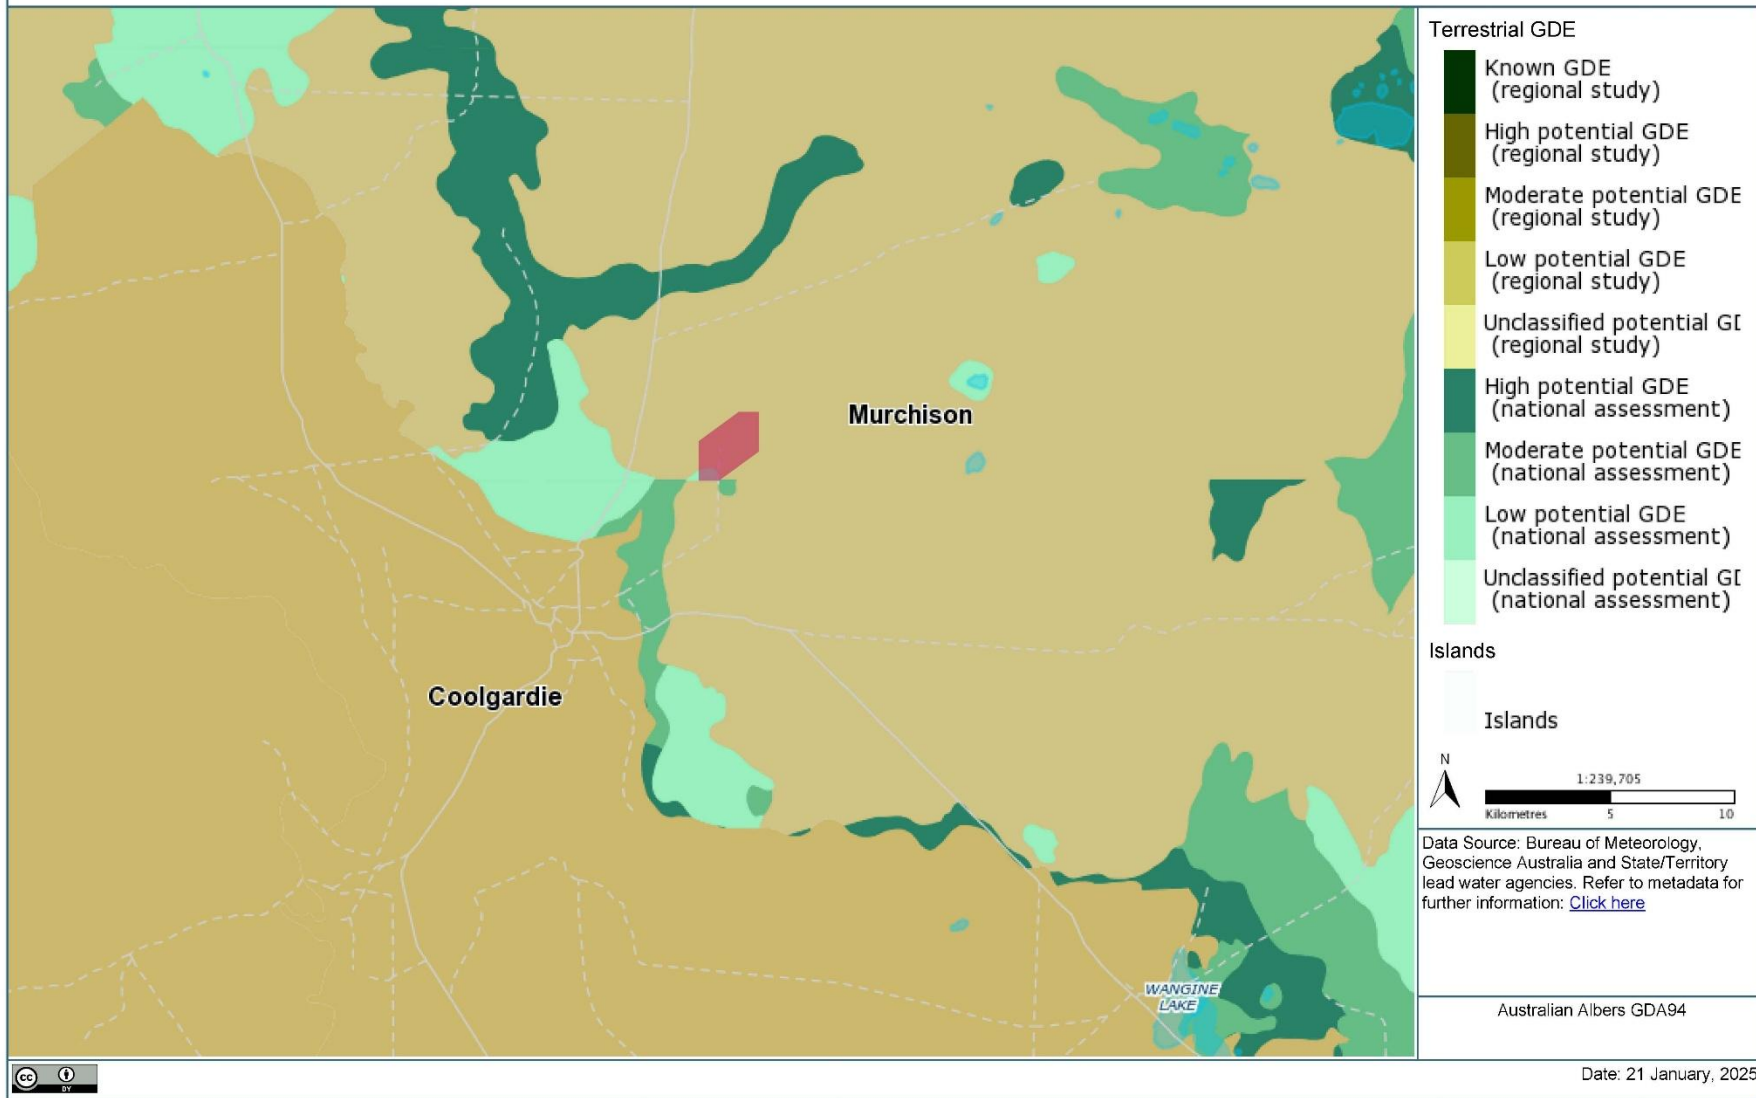 Terrestrial GDE
Known GDE
(regional study)
High potential GDE
(regional study)
Moderate potential GDE
(regional study)
Low potential GDE
(regional study)
Unclassified potential GE
(regional study)
High potential GDE
(national assessment)
Moderate potential GDE
(national assessment)
Low potential GDE
(national assessment)
Unclassified potential GE
(national assessment)
Islands
Islands
N
1:239,705
Kilometres 5 10
Data Source: Bureau of Meteorology,
Geoscience Australia and State/Territory
lead water agencies. Refer to metadata for
further information: Click here
Australian Albers GDA94
Date: 21 January, 2025
Murchison
Coolgardie
WANGINE
LAKE
cc
BY